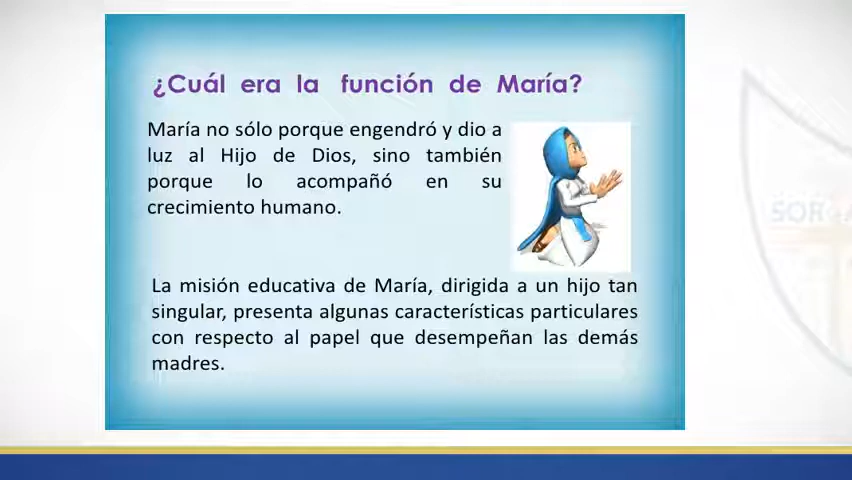 ¿Cuál era la función de María?
María no sólo porque engendró y dio a
luz al Hijo de Dios, sino también
porque lo acompañó en su
crecimiento humano.
La misión educativa de María, dirigida a un hijo tan
singular, presenta algunas características particulares
con respecto al papel que desempeñan las demás
madres.
SOR